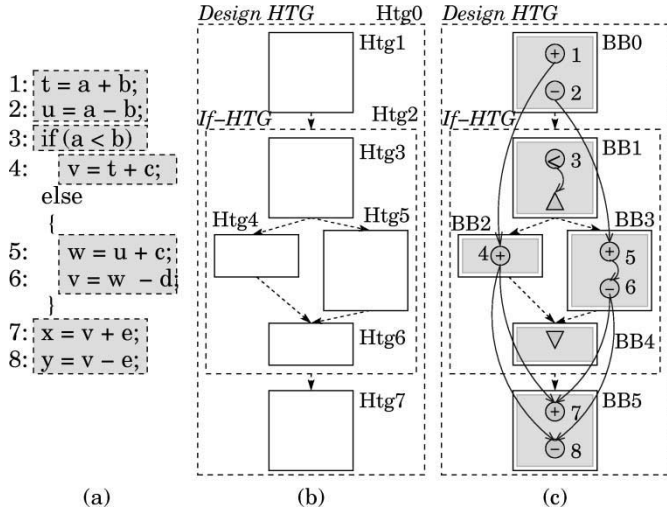 1: t = a + b;
2: u = a − b;
3: if (a < b)
4: v = t + c;
else
{
5: w = u + c;
6: v = w − d;
}
7: x = v + e;
8: y = v − e;
(a)
Design HTG
Htg0
Htg1
Htg2
If−HTG
Htg3
Htg4
Htg5
Htg6
Htg7
(b)
Design HTG
BB0
+ 1
− 2
If−HTG
BB1
< 3
BB2
BB3
4 +
+ 5
− 6
BB4
BB5
+ 7
− 8
(c)